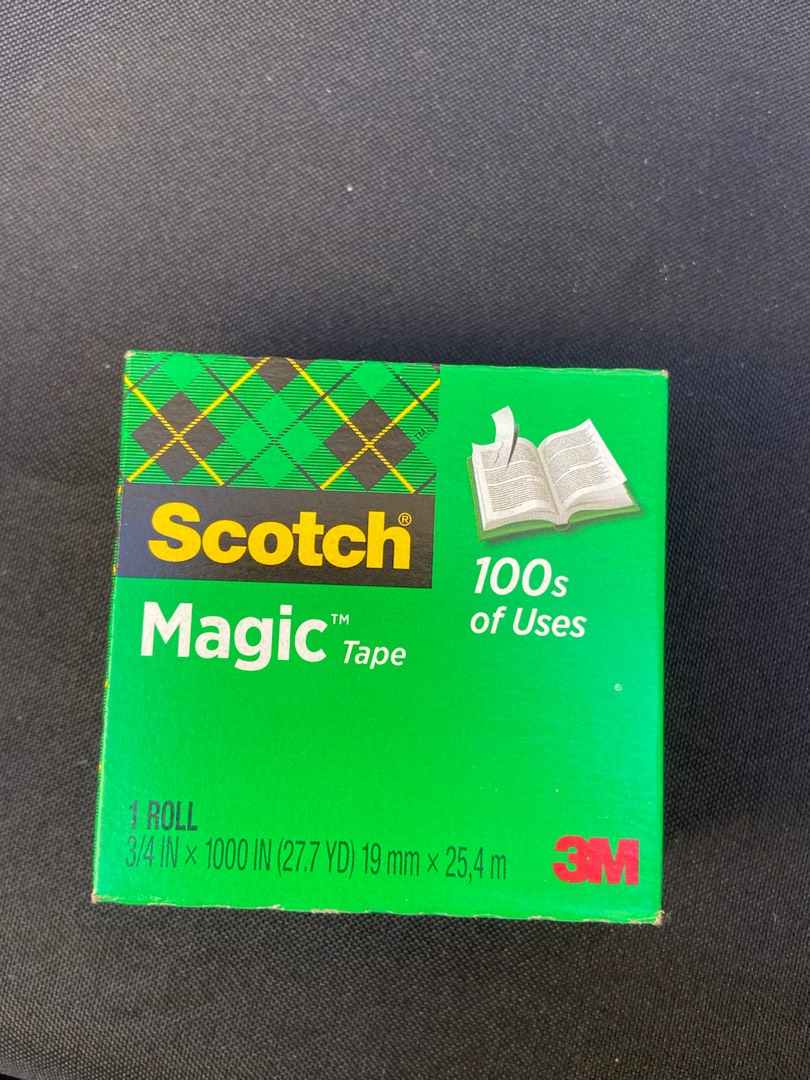 Scotch®
Magic™ Tape
100s
of Uses
1 ROLL
3/4 IN × 1000 IN (27.7 YD) 19 mm × 25,4 m
3M
™